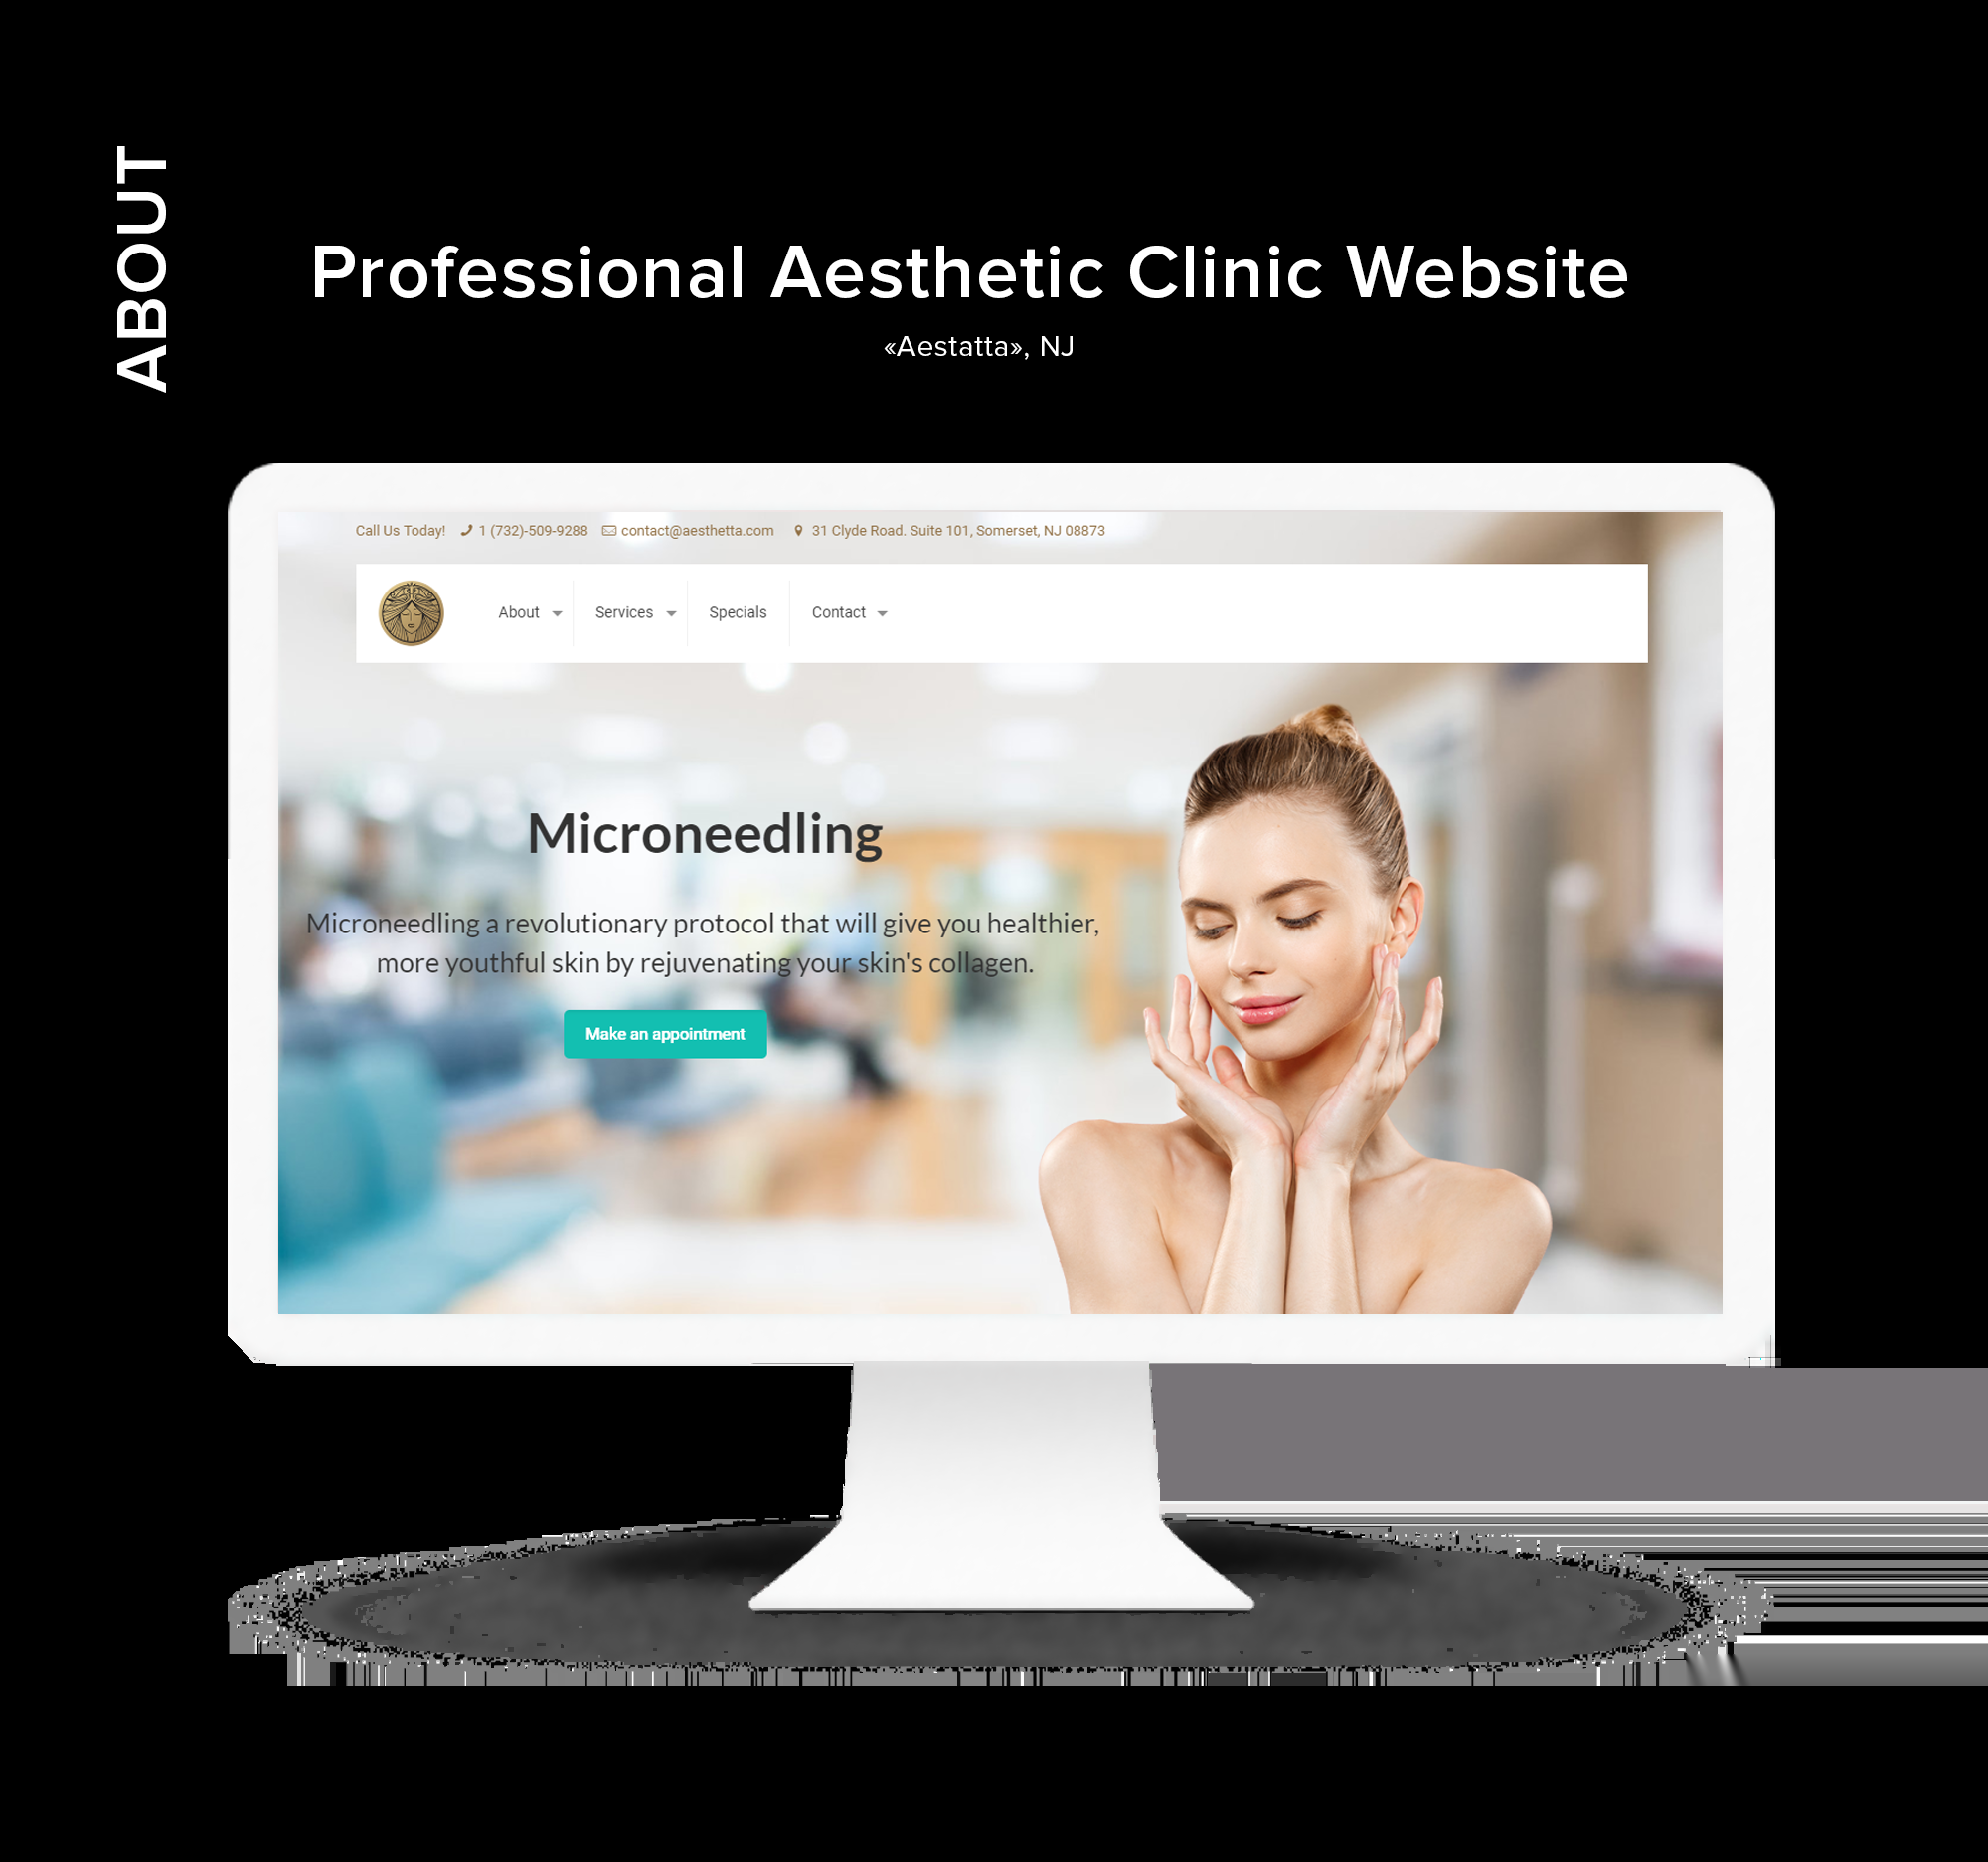 ABOUT
Professional Aesthetic Clinic Website
«Aestatta», NJ
Call Us Today! 1 (732)-509-9288 contact@aesthetta.com 31 Clyde Road. Suite 101, Somerset, NJ 08873
About Services Specials Contact
Microneedling
Microneedling a revolutionary protocol that will give you healthier,
more youthful skin by rejuvenating your skin's collagen.
Make an appointment